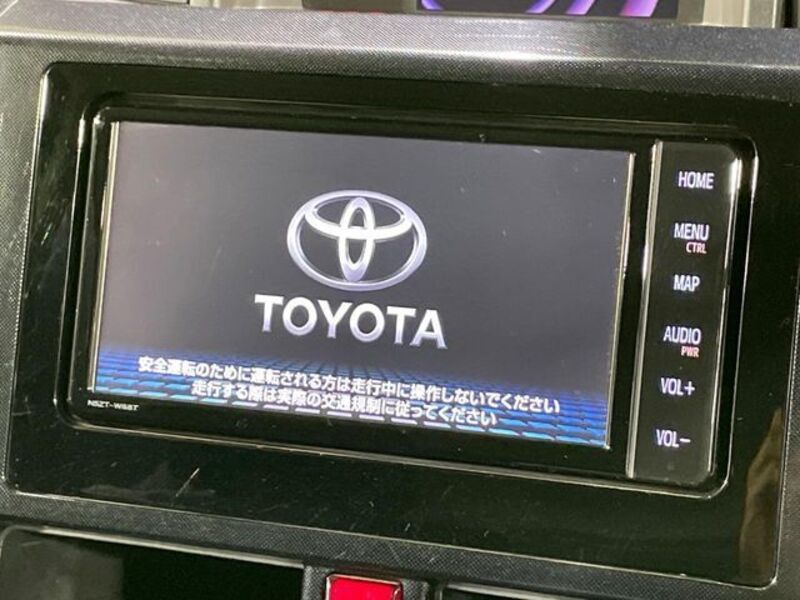 TOYOTA
安全運転のために運転される方は走行中に操作しないでください
走行する際は実際の交通規制に従ってください
NSZT-W68T
HOME
MENU
CTRL
MAP
AUDIO
PWR
VOL+
VOL-